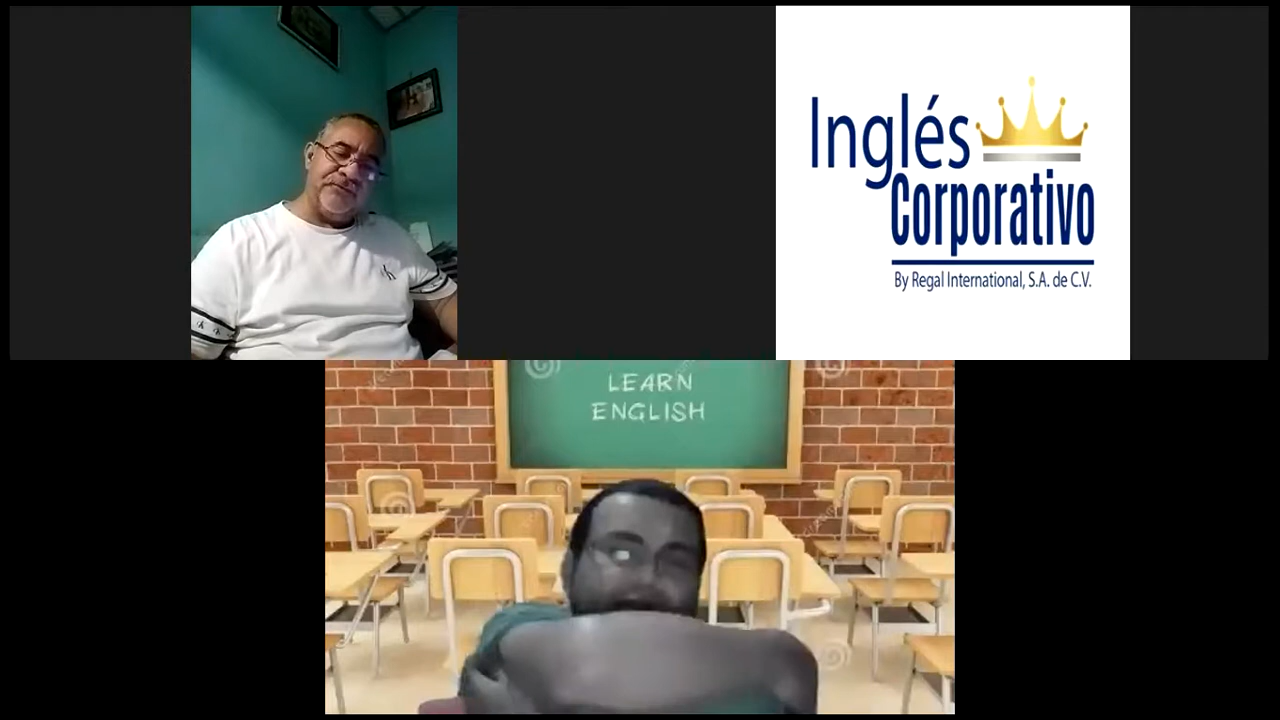 Inglés
Corporativo
By Regal International, S.A. de C.V.
LEARN
ENGLISH